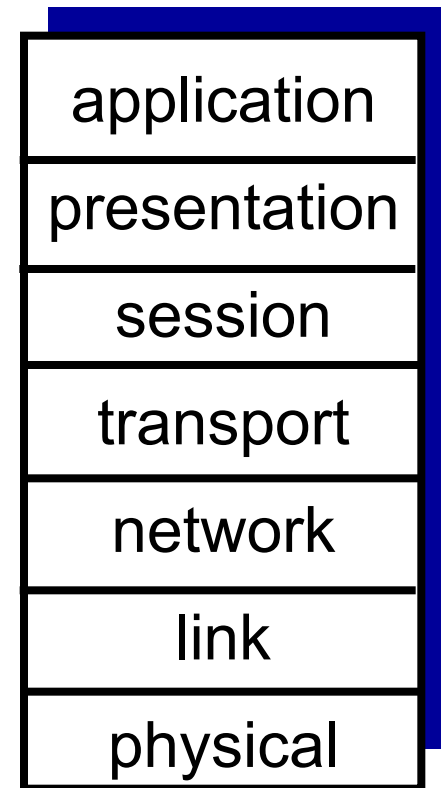 application
presentation
session
transport
network
link
physical